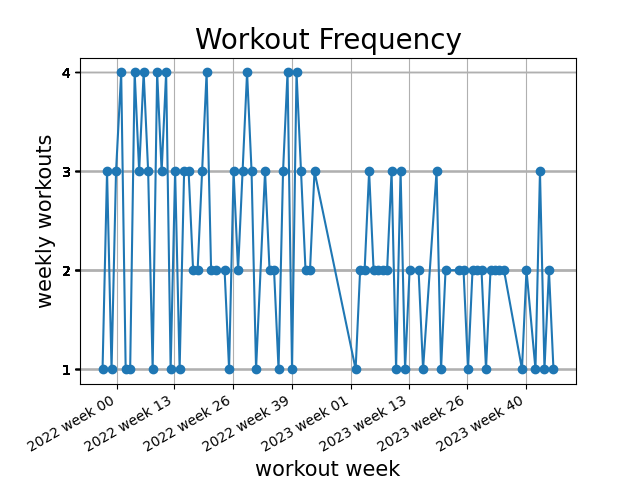 Workout Frequency
weekly workouts
4
3
2
1
2022 week 00
2022 week 13
2022 week 26
2022 week 39
2023 week 01
2023 week 13
2023 week 26
2023 week 40
workout week